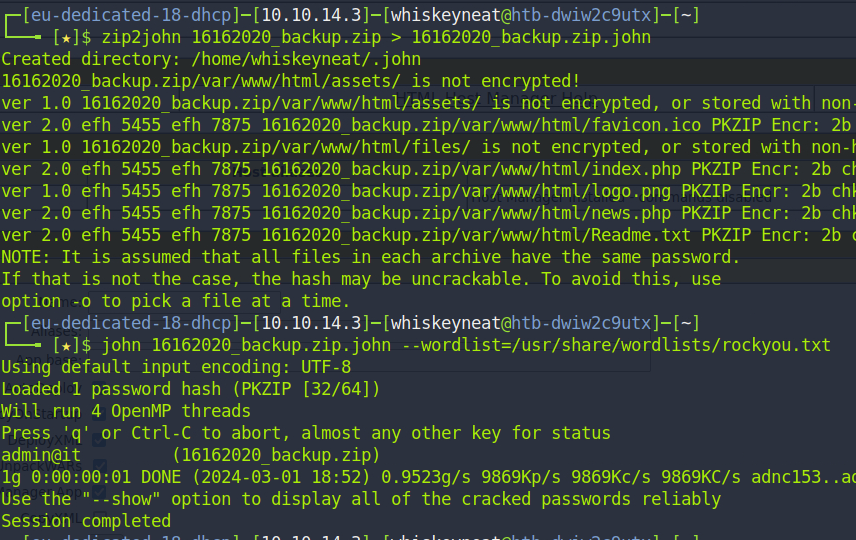 ┌─[eu-dedicated-18-dhcp]─[10.10.14.3]─[whiskeyneat@htb-dwiw2c9utx]─[~]
└──╼ [★]$ zip2john 16162020_backup.zip > 16162020_backup.zip.john
Created directory: /home/whiskeyneat/.john
16162020_backup.zip/var/www/html/assets/ is not encrypted!
ver 1.0 16162020_backup.zip/var/www/html/assets/ is not encrypted, or stored with non-
ver 2.0 efh 5455 efh 7875 16162020_backup.zip/var/www/html/favicon.ico PKZIP Encr: 2b
ver 1.0 16162020_backup.zip/var/www/html/files/ is not encrypted, or stored with non-h
ver 2.0 efh 5455 efh 7875 16162020_backup.zip/var/www/html/index.php PKZIP Encr: 2b ch
ver 1.0 efh 5455 efh 7875 16162020_backup.zip/var/www/html/logo.png PKZIP Encr: 2b chk
ver 2.0 efh 5455 efh 7875 16162020_backup.zip/var/www/html/news.php PKZIP Encr: 2b chk
ver 2.0 efh 5455 efh 7875 16162020_backup.zip/var/www/html/Readme.txt PKZIP Encr: 2b c
NOTE: It is assumed that all files in each archive have the same password.
If that is not the case, the hash may be uncrackable. To avoid this, use
option -o to pick a file at a time.
┌─[eu-dedicated-18-dhcp]─[10.10.14.3]─[whiskeyneat@htb-dwiw2c9utx]─[~]
└──╼ [★]$ john 16162020_backup.zip.john --wordlist=/usr/share/wordlists/rockyou.txt
Using default input encoding: UTF-8
Loaded 1 password hash (PKZIP [32/64])
Will run 4 OpenMP threads
Press 'q' or Ctrl-C to abort, almost any other key for status
admin@it         (16162020_backup.zip)
1g 0:00:00:01 DONE (2024-03-01 18:52) 0.9523g/s 9869Kp/s 9869Kc/s 9869KC/s adnc153..ad
Use the "--show" option to display all of the cracked passwords reliably
Session completed
┌─[eu-dedicated-18-dhcp]─[10.10.14.3]─[whiskeyneat@htb-dwiw2c9utx]─[~]